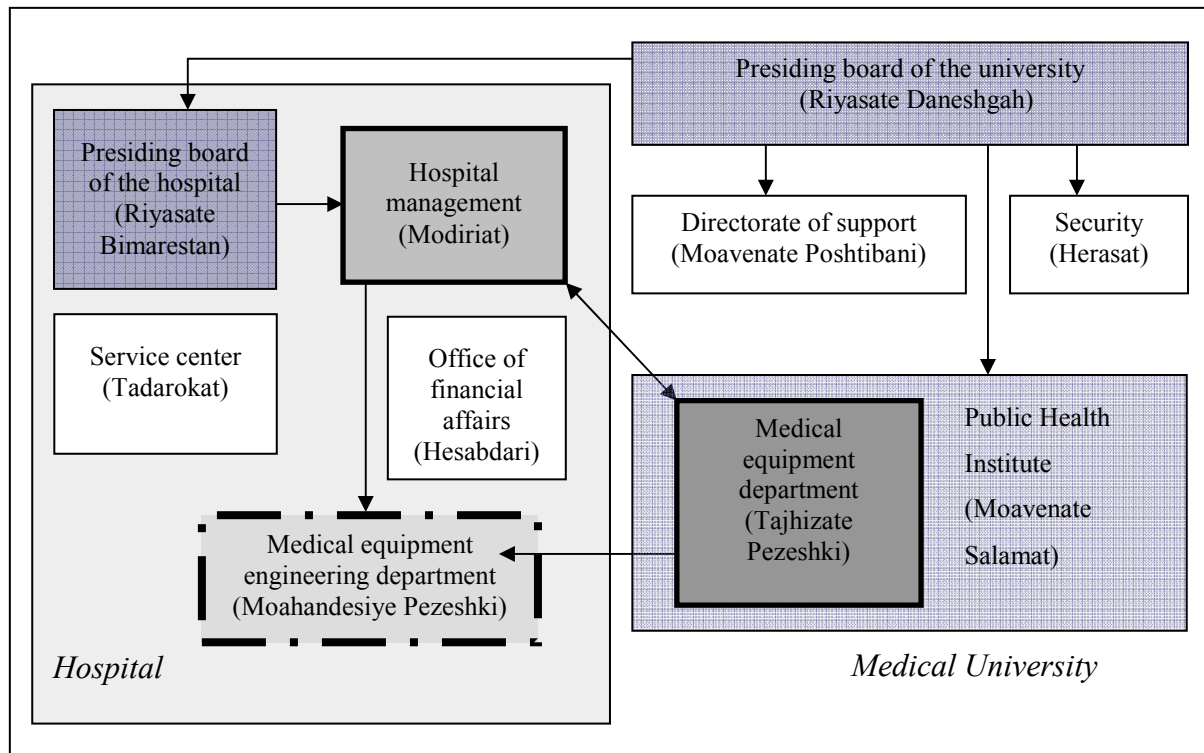 Presiding board of the university
(Riyasate Daneshgah)
Presiding board
of the hospital
(Riyasate
Bimarestan)
Hospital
management
(Modiriat)
Directorate of support
(Moavenate Poshtibani)
Security
(Herasat)
Service center
(Tadarokat)
Office of
financial
affairs
(Hesabdari)
Medical
equipment
department
(Tajhizate
Pezeshki)
Public Health
Institute
(Moavenate
Salamat)
Medical equipment
engineering department
(Moahandesiye Pezeshki)
Hospital
Medical University